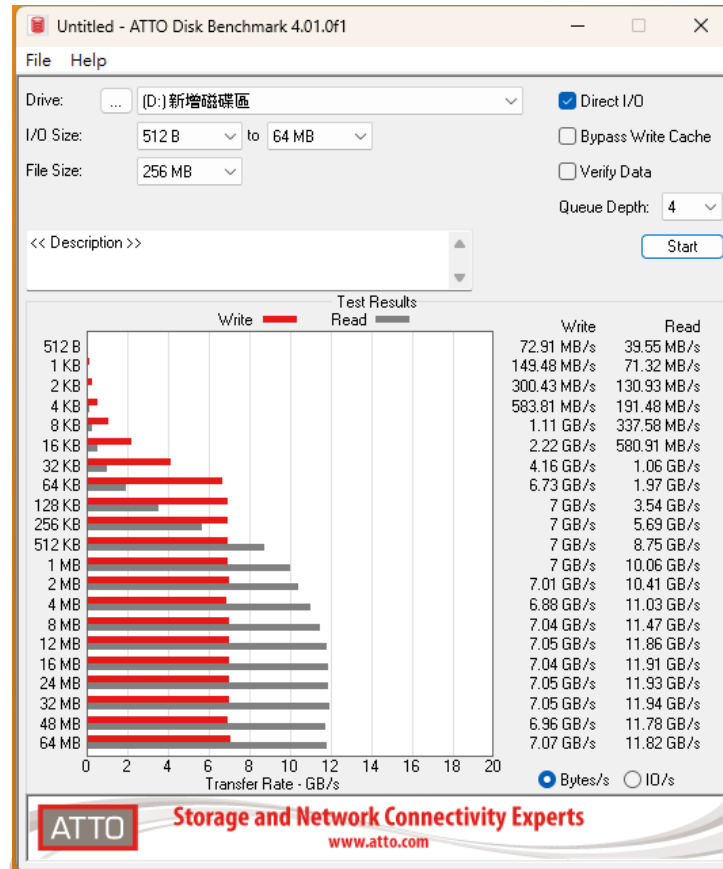 Untitled - ATTO Disk Benchmark 4.01.0f1
File Help
Drive: ... (D:)新增磁碟區 Direct I/O
I/O Size: 512 B to 64 MB Bypass Write Cache
File Size: 256 MB Verify Data
Queue Depth: 4
<< Description >> Start
Test Results
Write Read Write Read
512 B 72.91 MB/s 39.55 MB/s
1 KB 149.48 MB/s 71.32 MB/s
2 KB 300.43 MB/s 130.93 MB/s
4 KB 583.81 MB/s 191.48 MB/s
8 KB 1.11 GB/s 337.58 MB/s
16 KB 2.22 GB/s 580.91 MB/s
32 KB 4.16 GB/s 1.06 GB/s
64 KB 6.73 GB/s 1.97 GB/s
128 KB 7 GB/s 3.54 GB/s
256 KB 7 GB/s 5.69 GB/s
512 KB 7 GB/s 8.75 GB/s
1 MB 7 GB/s 10.06 GB/s
2 MB 7.01 GB/s 10.41 GB/s
4 MB 6.88 GB/s 11.03 GB/s
8 MB 7.04 GB/s 11.47 GB/s
12 MB 7.05 GB/s 11.86 GB/s
16 MB 7.04 GB/s 11.91 GB/s
24 MB 7.05 GB/s 11.93 GB/s
32 MB 7.05 GB/s 11.94 GB/s
48 MB 6.96 GB/s 11.78 GB/s
64 MB 7.07 GB/s 11.82 GB/s
0 2 4 6 8 10 12 14 16 18 20
Transfer Rate - GB/s Bytes/s IO/s
ATTO Storage and Network Connectivity Experts
www.atto.com